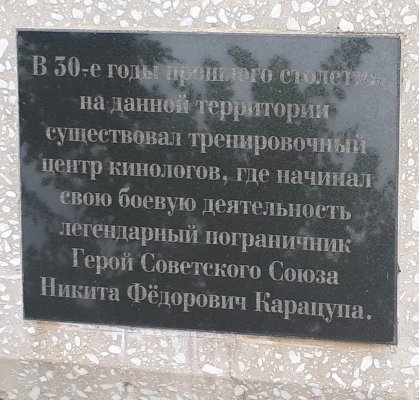 В 30-е годы прошлого столетия
на данной территории
существовал тренировочный
центр кинологов, где начинал
свою боевую деятельность
легендарный пограничник
Герой Советского Союза
Никита Фёдорович Карацупа.